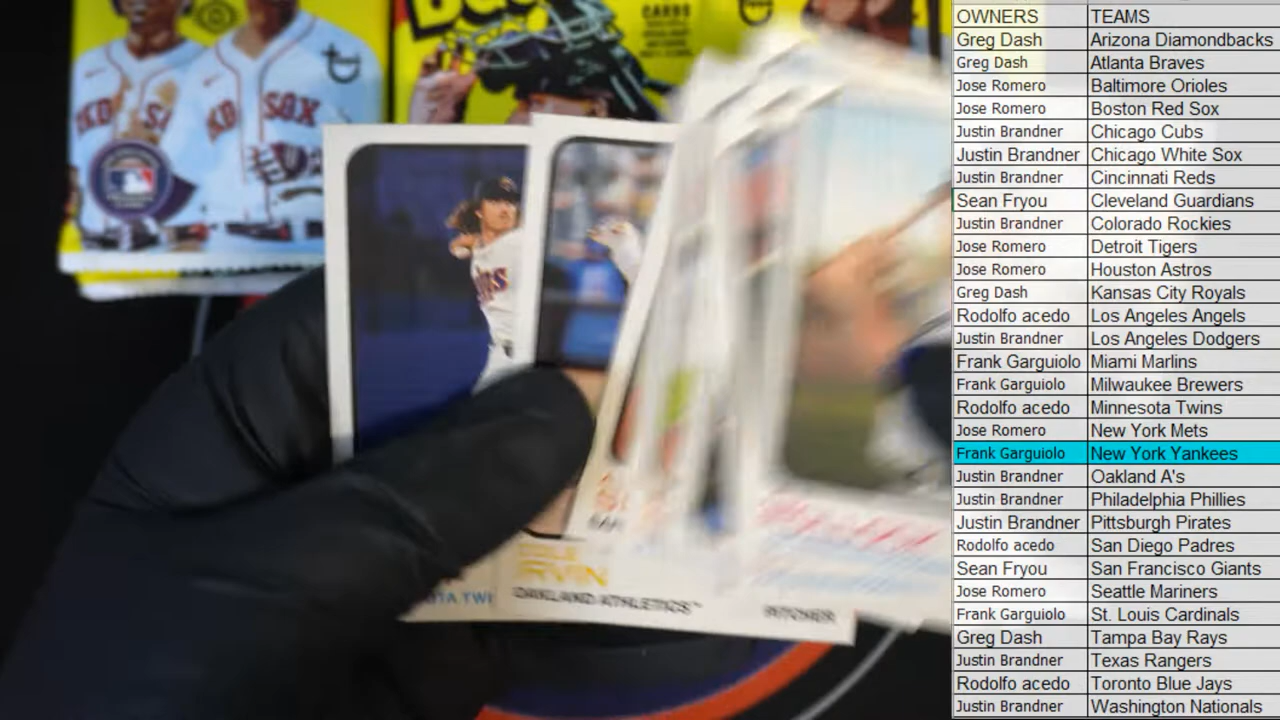 CARDS
RED SOX
OWNERS TEAMS
Greg Dash Arizona Diamondbacks
Greg Dash Atlanta Braves
Jose Romero Baltimore Orioles
Jose Romero Boston Red Sox
Justin Brandner Chicago Cubs
Justin Brandner Chicago White Sox
Justin Brandner Cincinnati Reds
Sean Fryou Cleveland Guardians
Justin Brandner Colorado Rockies
Jose Romero Detroit Tigers
Jose Romero Houston Astros
Greg Dash Kansas City Royals
Rodolfo acedo Los Angeles Angels
Justin Brandner Los Angeles Dodgers
Frank Garguiolo Miami Marlins
Frank Garguiolo Milwaukee Brewers
Rodolfo acedo Minnesota Twins
Jose Romero New York Mets
Frank Garguiolo New York Yankees
Justin Brandner Oakland A's
Justin Brandner Philadelphia Phillies
Justin Brandner Pittsburgh Pirates
Rodolfo acedo San Diego Padres
Sean Fryou San Francisco Giants
Jose Romero Seattle Mariners
Frank Garguiolo St. Louis Cardinals
Greg Dash Tampa Bay Rays
Justin Brandner Texas Rangers
Rodolfo acedo Toronto Blue Jays
Justin Brandner Washington Nationals
COLE
IRVIN
OAKLAND ATHLETICS™ PITCHER